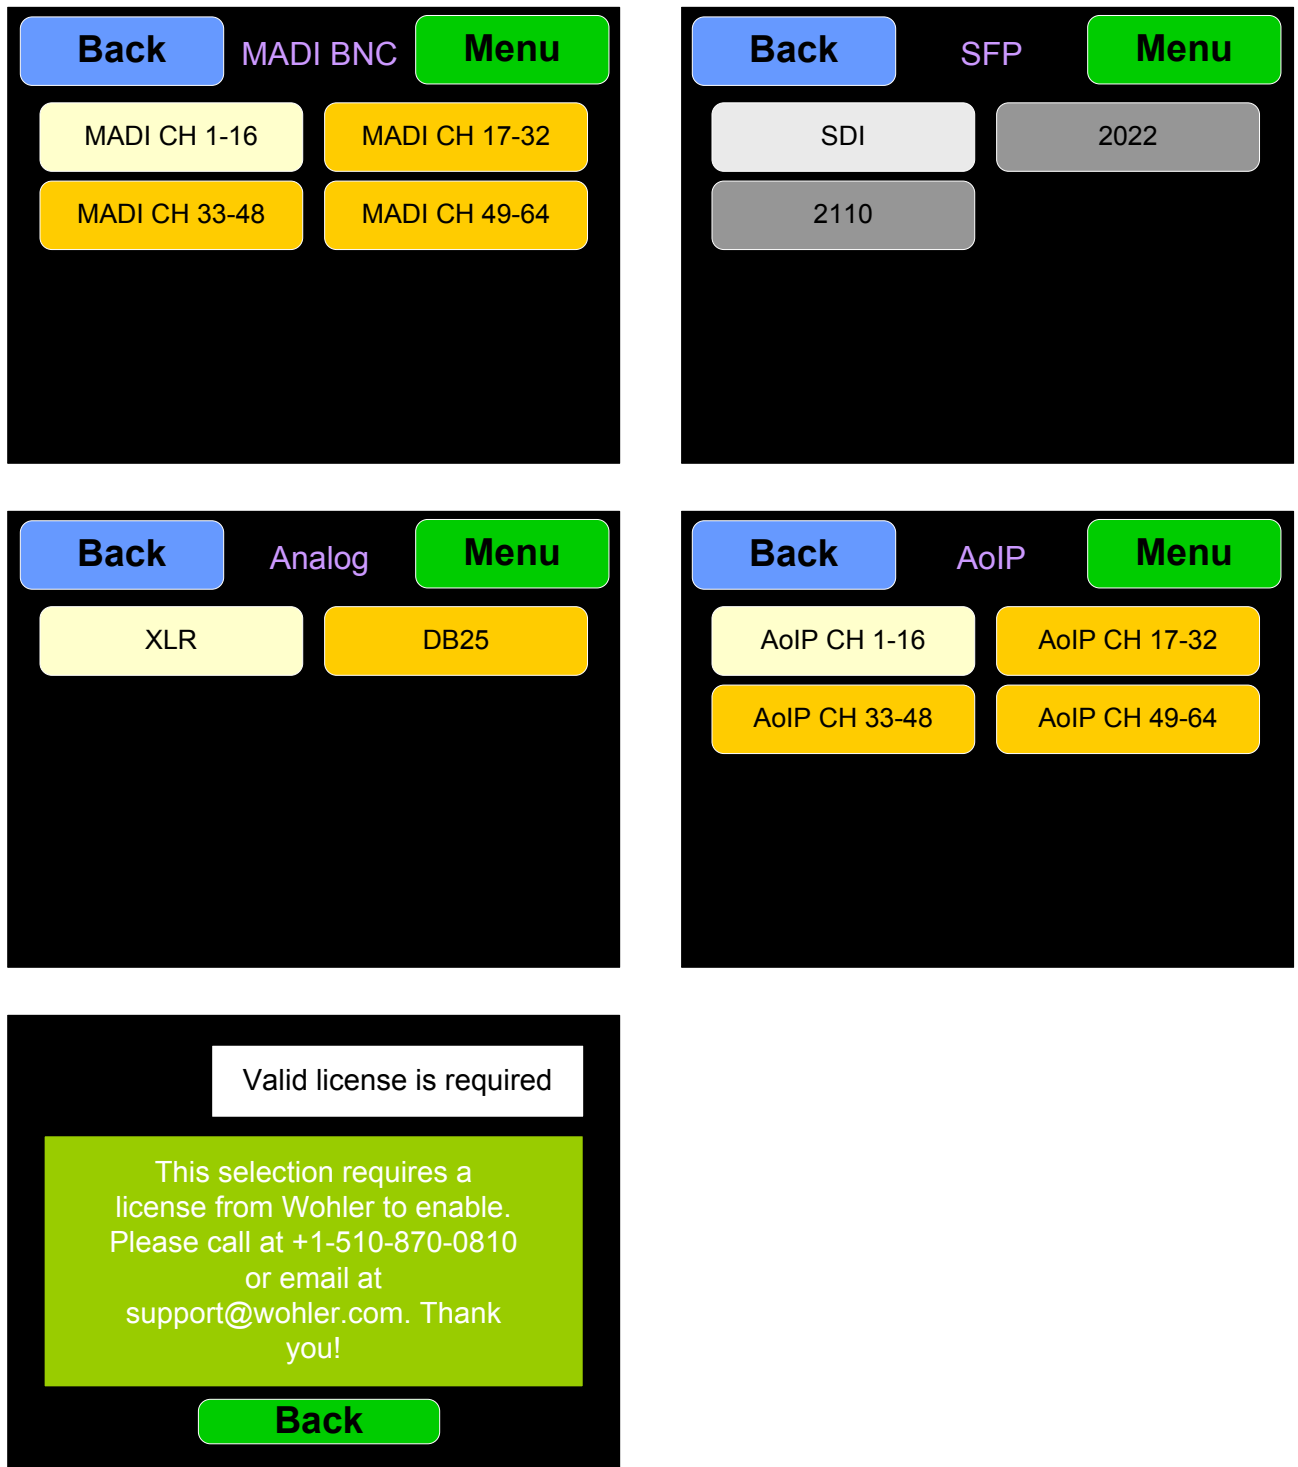 Back MADI BNC Menu
MADI CH 1-16 MADI CH 17-32
MADI CH 33-48 MADI CH 49-64
Back SFP Menu
SDI 2022
2110
Back Analog Menu
XLR DB25
Back AoIP Menu
AoIP CH 1-16 AoIP CH 17-32
AoIP CH 33-48 AoIP CH 49-64
Valid license is required
This selection requires a
license from Wohler to enable.
Please call at +1-510-870-0810
or email at
support@wohler.com. Thank
you!
Back